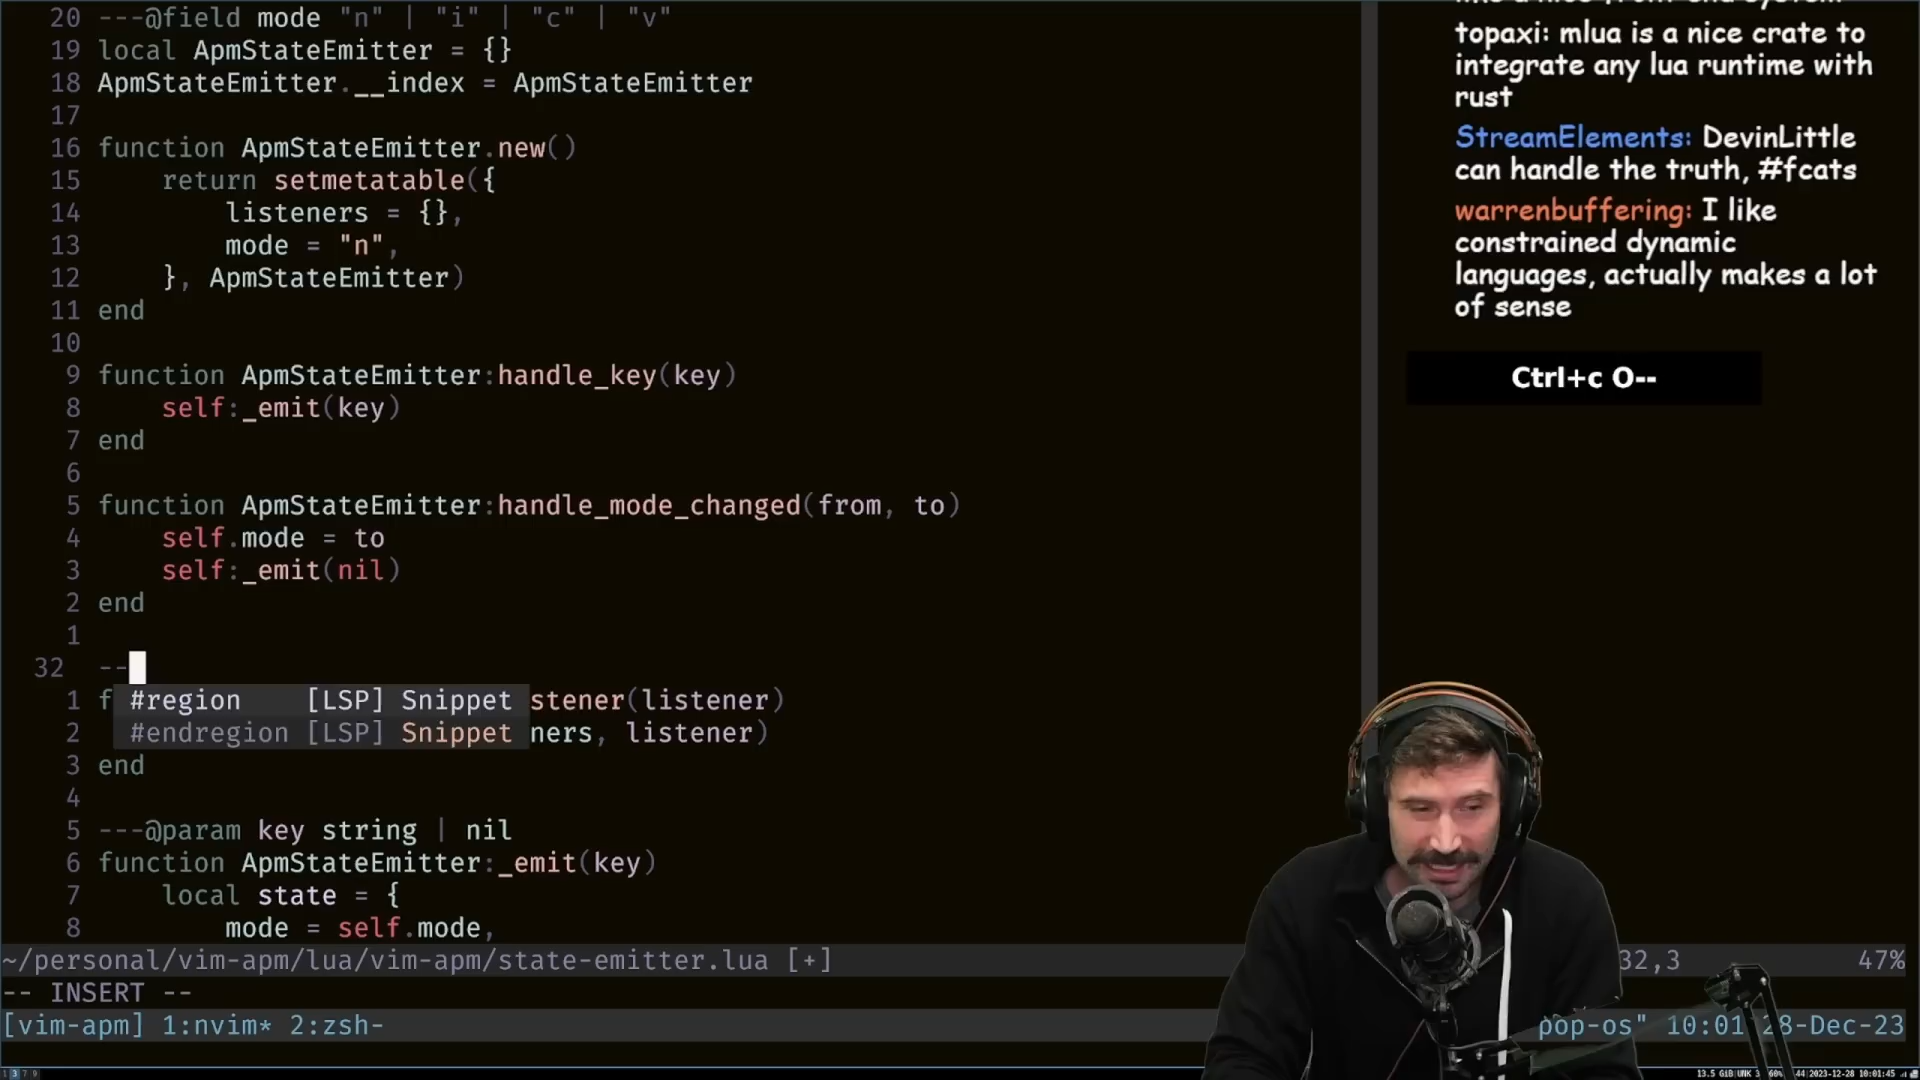 20 ---@field mode "n" | "i" | "c" | "v"
19 local ApmStateEmitter = {}
18 ApmStateEmitter.__index = ApmStateEmitter
17
16 function ApmStateEmitter.new()
15 return setmetatable({
14 listeners = {},
13 mode = "n",
12 }, ApmStateEmitter)
11 end
10
9 function ApmStateEmitter:handle_key(key)
8 self:_emit(key)
7 end
6
5 function ApmStateEmitter:handle_mode_changed(from, to)
4 self.mode = to
3 self:_emit(nil)
2 end
1
32 --
1 f #region [LSP] Snippet stener(listener)
2 #endregion [LSP] Snippet ners, listener)
3 end
4
5 ---@param key string | nil
6 function ApmStateEmitter:_emit(key)
7 local state = {
8 mode = self.mode,
~/personal/vim-apm/lua/vim-apm/state-emitter.lua [+] 32,3 47%
-- INSERT --
[vim-apm] 1:nvim* 2:zsh- pop-os" 10:01 28-Dec-23
topaxi: mlua is a nice crate to
integrate any lua runtime with
rust
StreamElements: DevinLittle
can handle the truth, #fcats
warrenbuffering: I like
constrained dynamic
languages, actually makes a lot
of sense
Ctrl+c O--